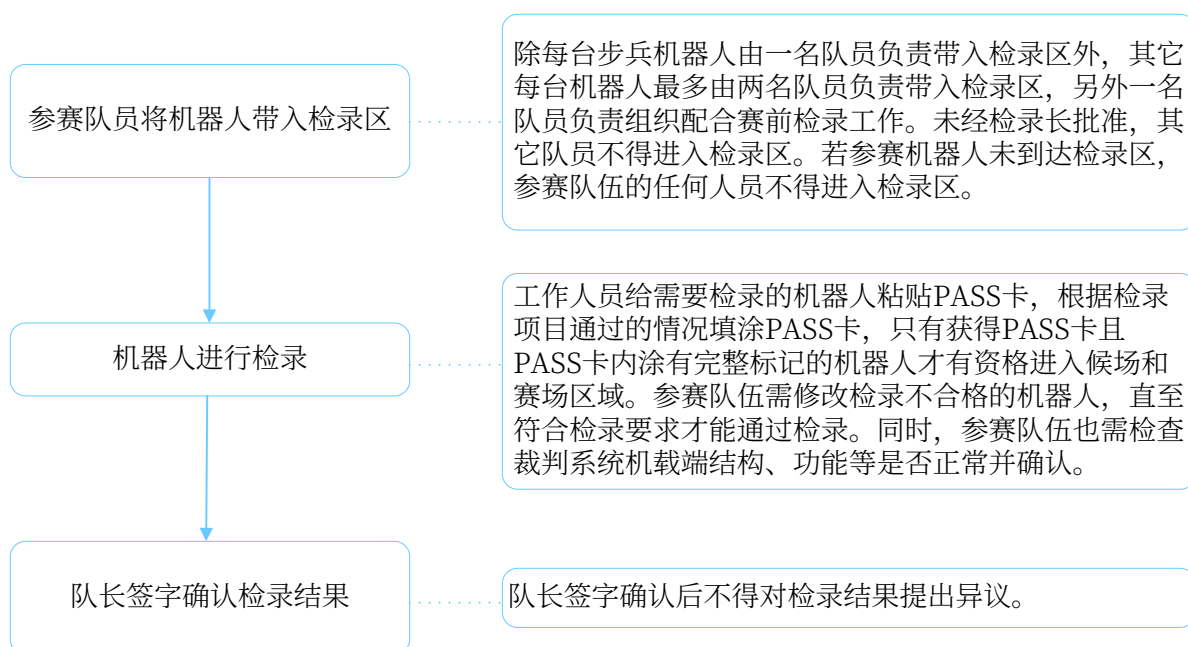 参赛队员将机器人带入检录区
除每台步兵机器人由一名队员负责带入检录区外，其它
每台机器人最多由两名队员负责带入检录区，另外一名
队员负责组织配合赛前检录工作。未经检录长批准，其
它队员不得进入检录区。若参赛机器人未到达检录区，
参赛队伍的任何人员不得进入检录区。
机器人进行检录
工作人员给需要检录的机器人粘贴PASS卡，根据检录
项目通过的情况填涂PASS卡，只有获得PASS卡且
PASS卡内涂有完整标记的机器人才有资格进入候场和
赛场区域。参赛队伍需修改检录不合格的机器人，直至
符合检录要求才能通过检录。同时，参赛队伍也需检查
裁判系统机载端结构、功能等是否正常并确认。
队长签字确认检录结果
队长签字确认后不得对检录结果提出异议。